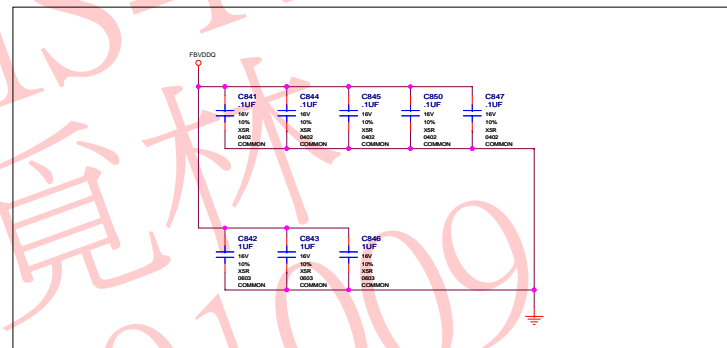 FBVDDQ
C841
.1UF
16V
10%
X5R
0402
COMMON
C844
.1UF
16V
10%
X5R
0402
COMMON
C845
.1UF
16V
10%
X5R
0402
COMMON
C850
.1UF
16V
10%
X5R
0402
COMMON
C847
.1UF
16V
10%
X5R
0402
COMMON
C842
1UF
16V
10%
X5R
0603
COMMON
C843
1UF
16V
10%
X5R
0603
COMMON
C846
1UF
16V
10%
X5R
0603
COMMON
覓林
1009